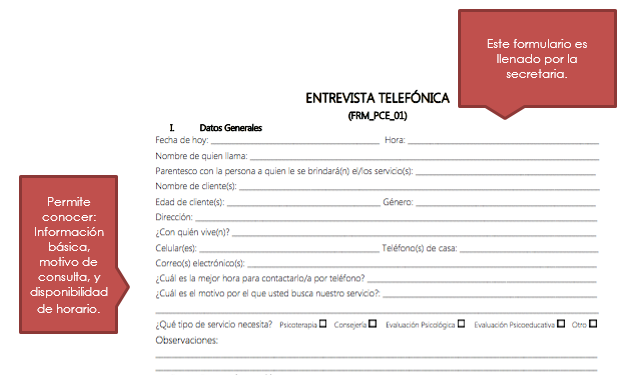 Este formulario es
llenado por la
secretaria.
ENTREVISTA TELEFÓNICA
(FRM_PCE_01)
I. Datos Generales
Fecha de hoy: Hora:
Nombre de quien llama:
Parentesco con la persona a quien le se brindará(n) el/los servicio(s):
Nombre de cliente(s):
Edad de cliente(s): Género:
Dirección:
¿Con quién vive(n)?
Celular(es): Teléfono(s) de casa:
Correo(s) electrónico(s):
¿Cuál es la mejor hora para contactarlo/a por teléfono?
¿Cuál es el motivo por el que usted busca nuestro servicio?:
¿Qué tipo de servicio necesita? Psicoterapia Consejería Evaluación Psicológica Evaluación Psicoeducativa Otro
Observaciones:
Permite
conocer:
Información
básica,
motivo de
consulta, y
disponibilidad
de horario.